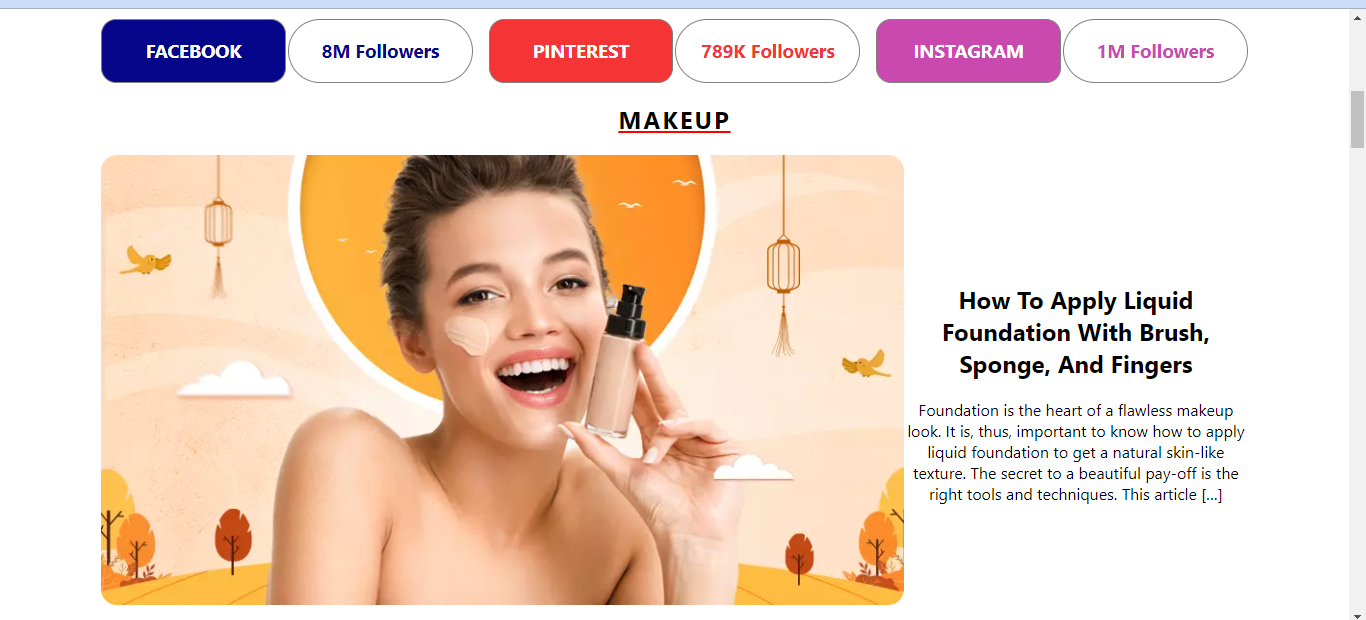 FACEBOOK 8M Followers PINTEREST 789K Followers INSTAGRAM 1M Followers
MAKEUP
How To Apply Liquid
Foundation With Brush,
Sponge, And Fingers
Foundation is the heart of a flawless makeup
look. It is, thus, important to know how to apply
liquid foundation to get a natural skin-like
texture. The secret to a beautiful pay-off is the
right tools and techniques. This article [...]